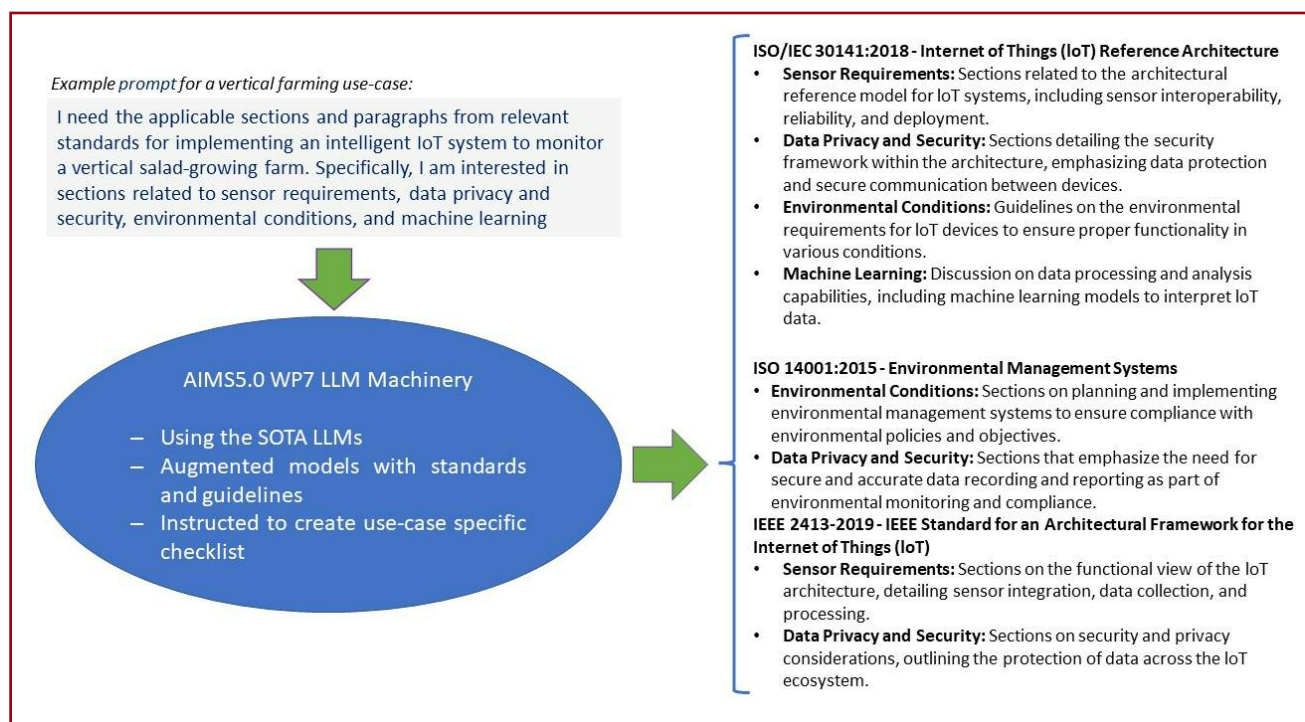 Example prompt for a vertical farming use-case:
I need the applicable sections and paragraphs from relevant
standards for implementing an intelligent IoT system to monitor
a vertical salad-growing farm. Specifically, I am interested in
sections related to sensor requirements, data privacy and
security, environmental conditions, and machine learning
AIMS5.0 WP7 LLM Machinery
– Using the SOTA LLMs
– Augmented models with standards
and guidelines
– Instructed to create use-case specific
checklist
ISO/IEC 30141:2018 - Internet of Things (IoT) Reference Architecture
• Sensor Requirements: Sections related to the architectural
reference model for IoT systems, including sensor interoperability,
reliability, and deployment.
• Data Privacy and Security: Sections detailing the security
framework within the architecture, emphasizing data protection
and secure communication between devices.
• Environmental Conditions: Guidelines on the environmental
requirements for IoT devices to ensure proper functionality in
various conditions.
• Machine Learning: Discussion on data processing and analysis
capabilities, including machine learning models to interpret IoT
data.
ISO 14001:2015 - Environmental Management Systems
• Environmental Conditions: Sections on planning and implementing
environmental management systems to ensure compliance with
environmental policies and objectives.
• Data Privacy and Security: Sections that emphasize the need for
secure and accurate data recording and reporting as part of
environmental monitoring and compliance.
IEEE 2413-2019 - IEEE Standard for an Architectural Framework for the
Internet of Things (IoT)
• Sensor Requirements: Sections on the functional view of the IoT
architecture, detailing sensor integration, data collection, and
processing.
• Data Privacy and Security: Sections on security and privacy
considerations, outlining the protection of data across the IoT
ecosystem.